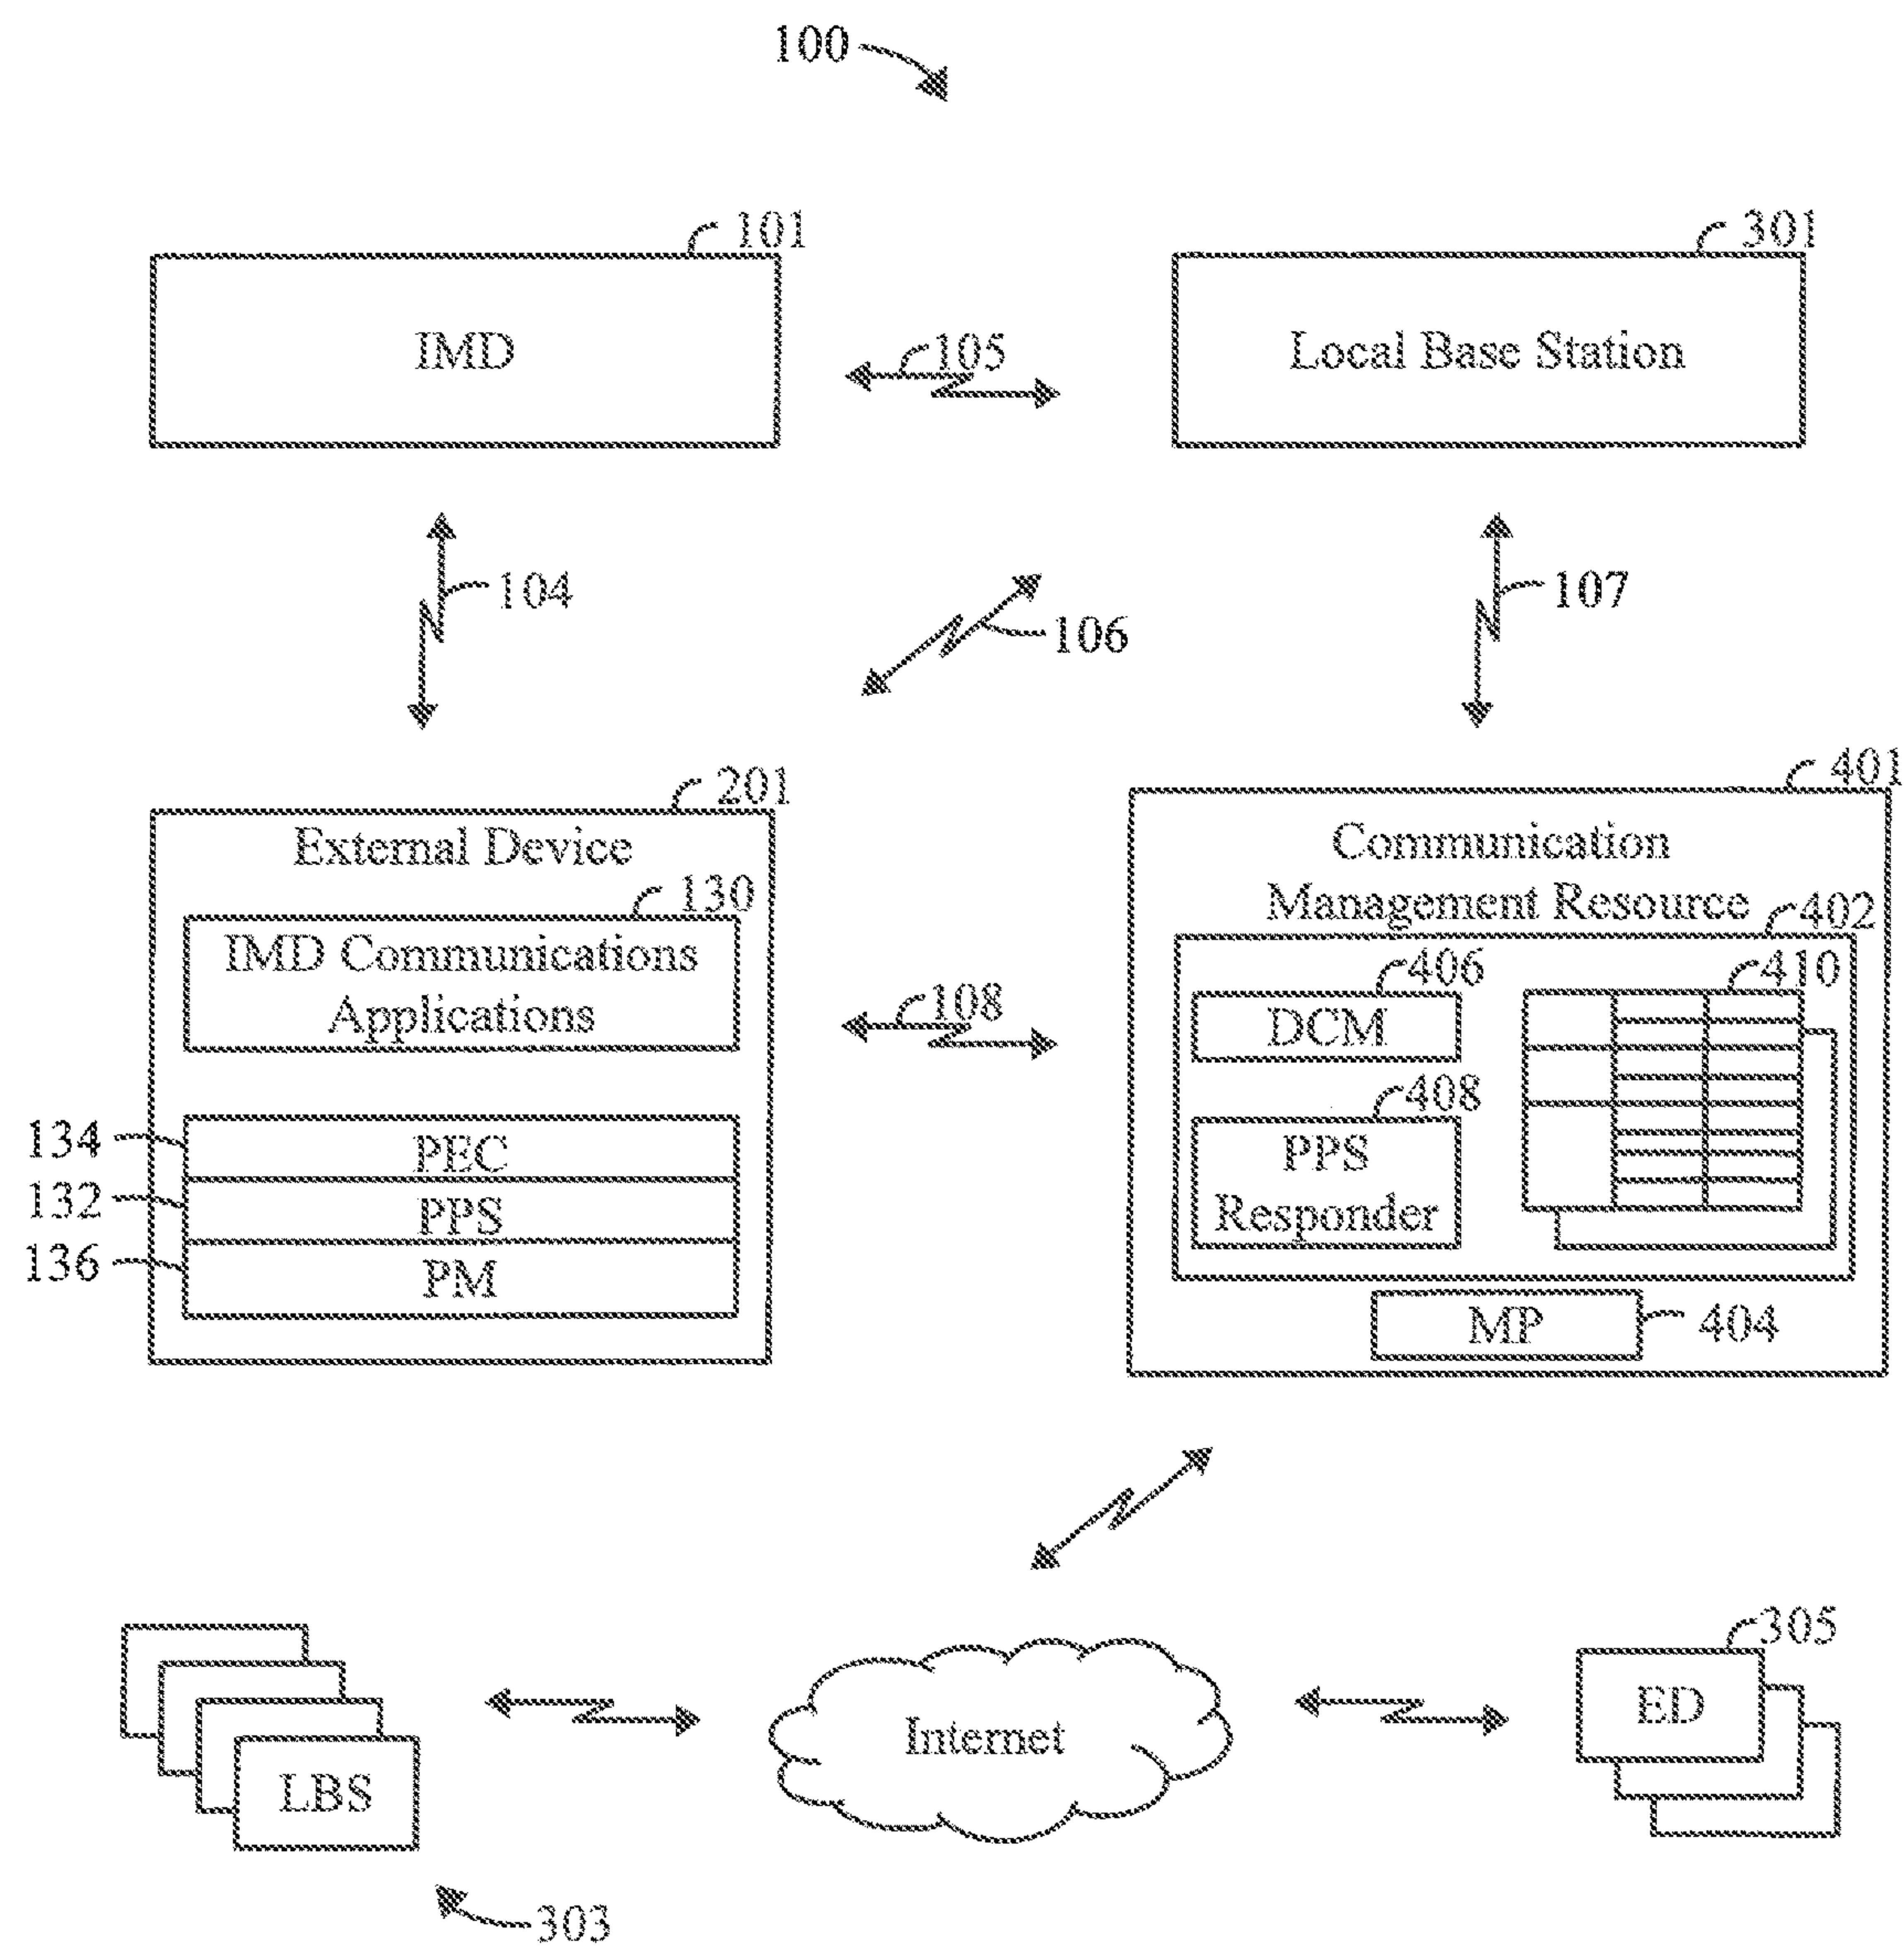 100
101
301
IMD
105
Local Base Station
104
106
107
201
401
External Device
Communication
Management Resource
130
402
IMD Communications
Applications
406
410
DCM
108
408
134
PEC
PPS
Responder
132
PPS
136
PM
MP
404
305
ED
Internet
LBS
303